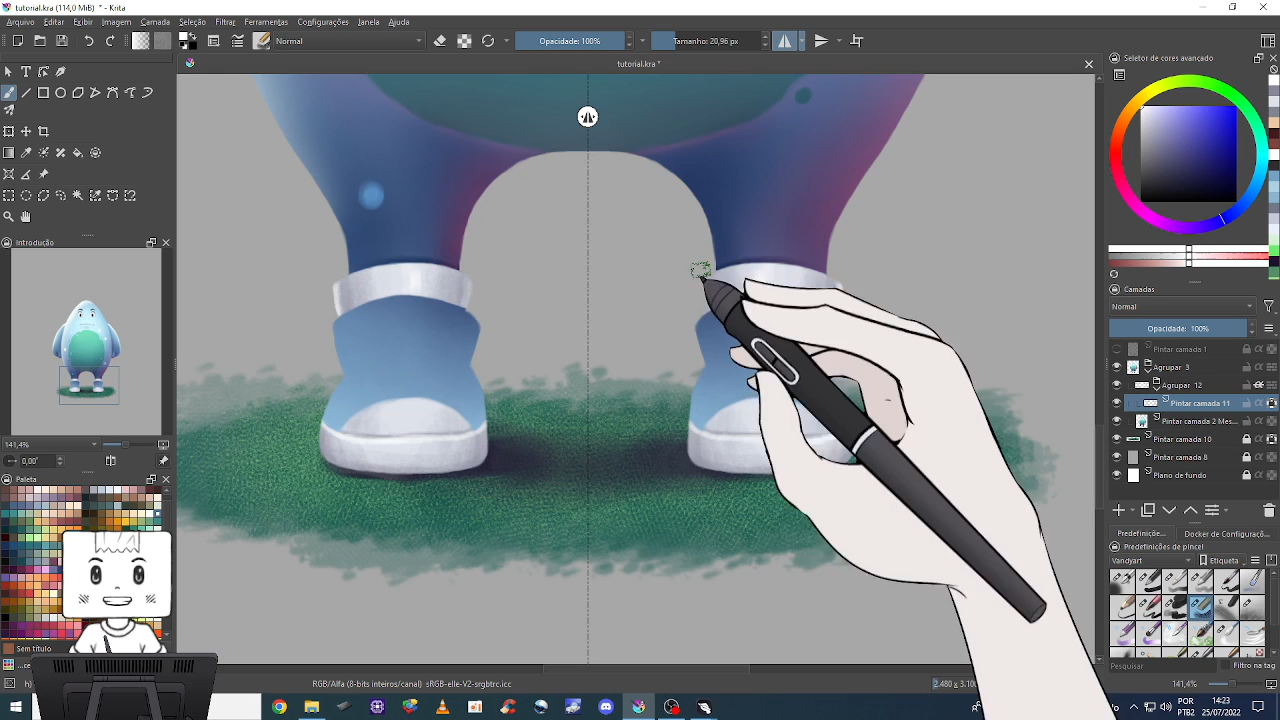 tutorial.kra (114,0 MiB) * - Krita
Arquivo Editar Exibir Imagem Camada Seleção Filtrar Ferramentas Configurações Janela Ajuda
Normal
Opacidade: 100%
Tamanho: 20,96 px
tutorial.kra *
Seletor de cores avançado
Introdução
141,4%
0,00°
Paleta
Sem título
Camadas
Normal
Opacidade: 100%
Pintar camada 1
Agrupar 3
Agrupar 12
Pintar camada 11
Pintar camada 2 Mes...
Pintar camada 10
Pintar camada 8
Plano de fundo
Predefiniçõe...
Docker de Configuraçõ...
Predefinições de pincel
Vandyart
Etiqueta
Pesquisar
Filtro na tag
RGB/Alfa (8-bits inteiros/canal) sRGB-elle-V2-srgbtrc.icc
141,4%
POR
PTB2
14:23
25/07/2022